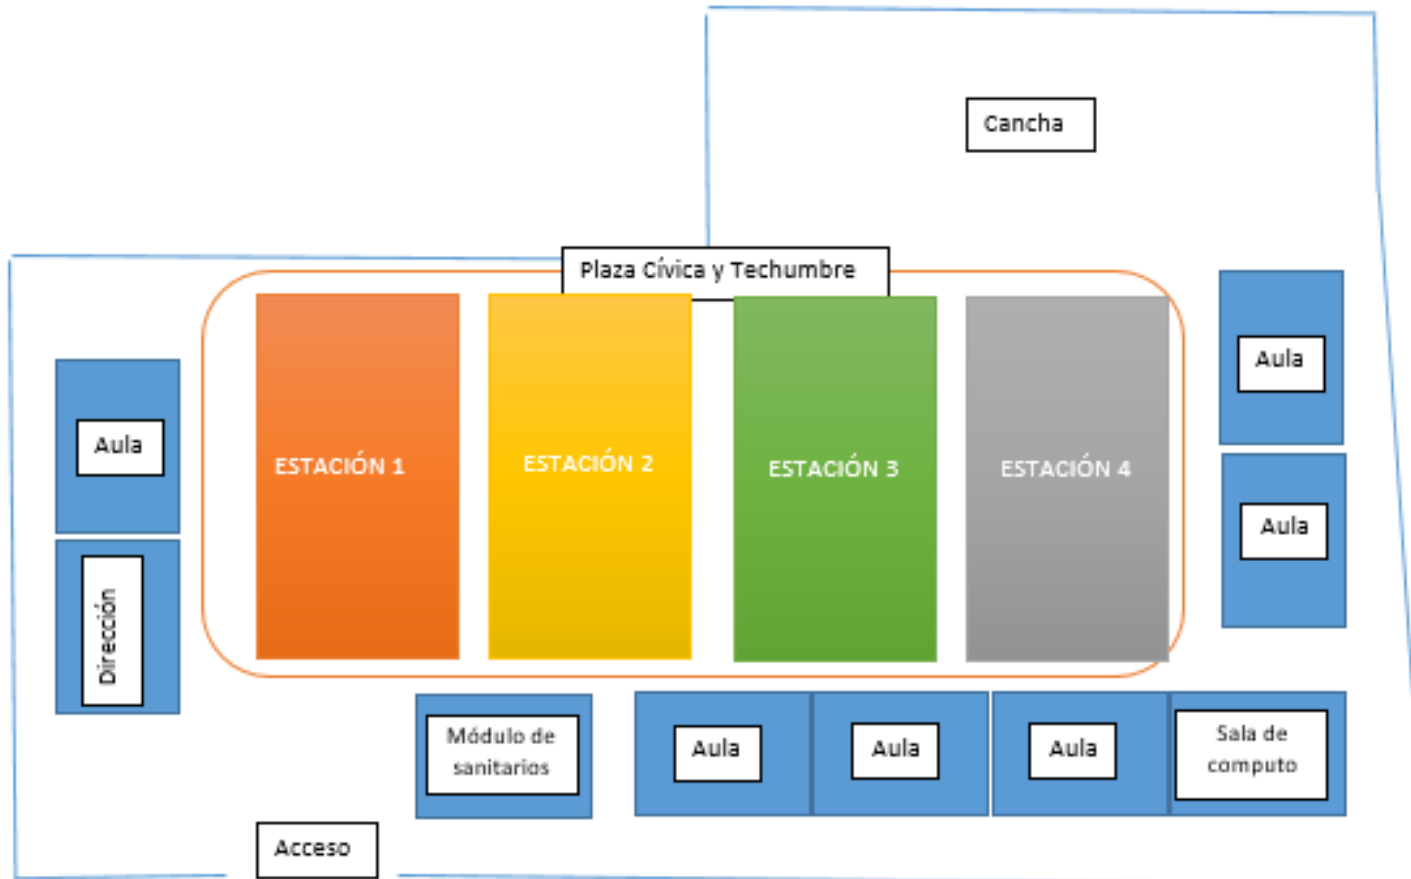 Cancha
Plaza Cívica y Techumbre
Aula
Aula
ESTACIÓN 1
ESTACIÓN 2
ESTACIÓN 3
ESTACIÓN 4
Aula
Dirección
Módulo de
sanitarios
Aula
Aula
Aula
Sala de
computo
Acceso